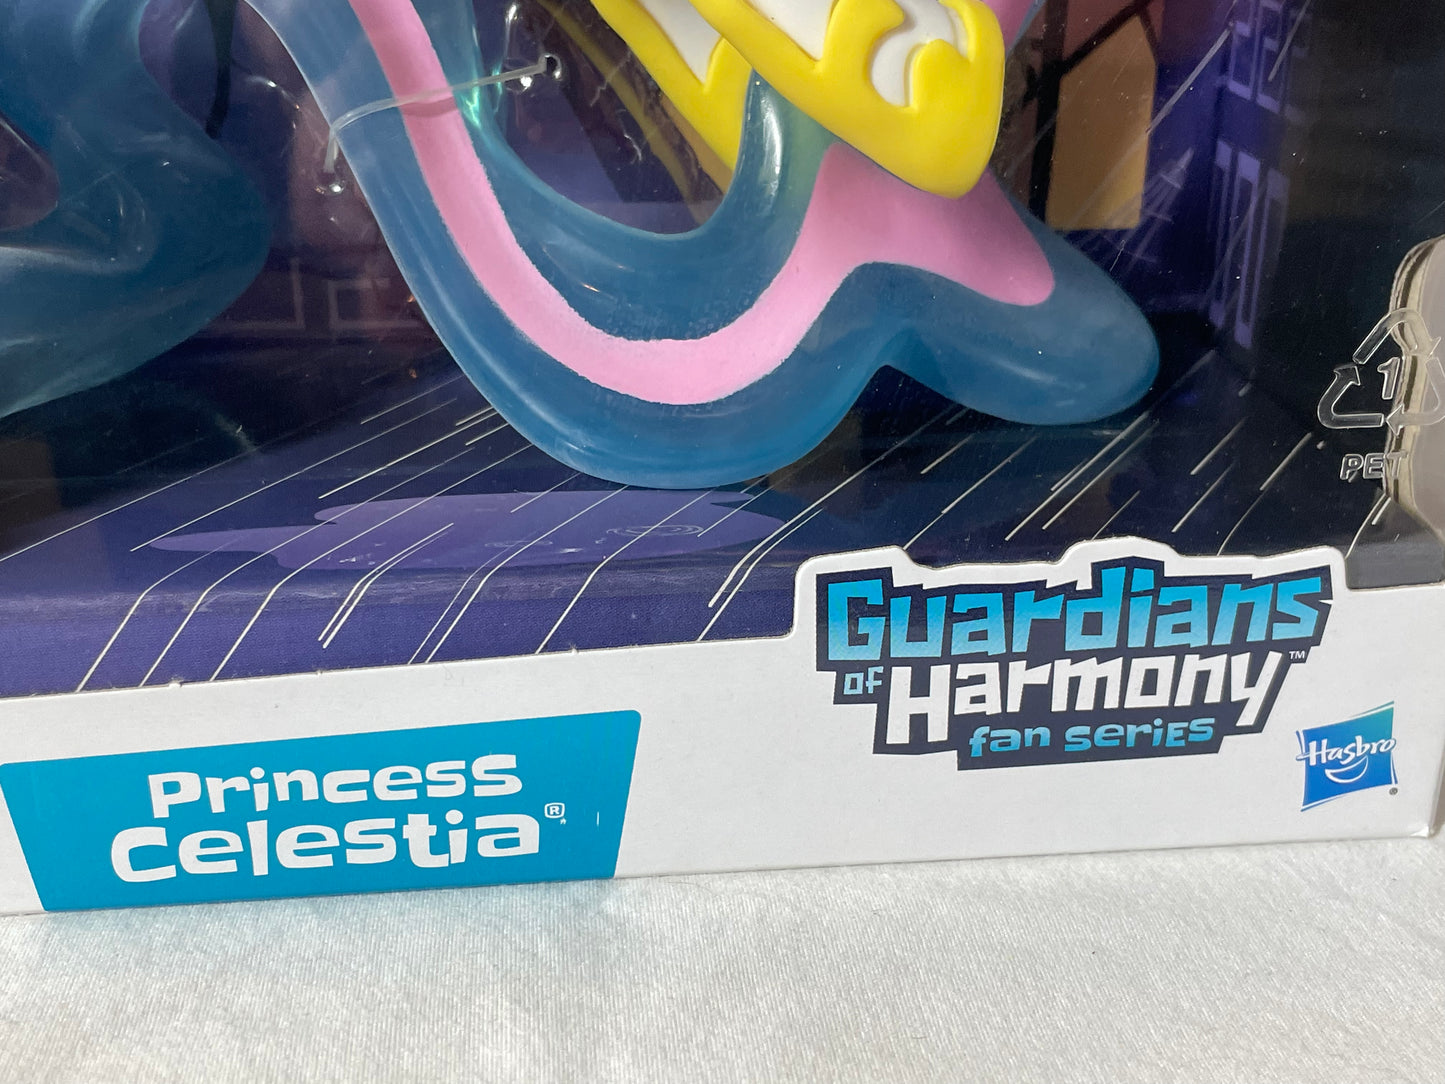 1
PET
Guardians
of Harmony™
fan series
Hasbro®
Princess
Celestia®